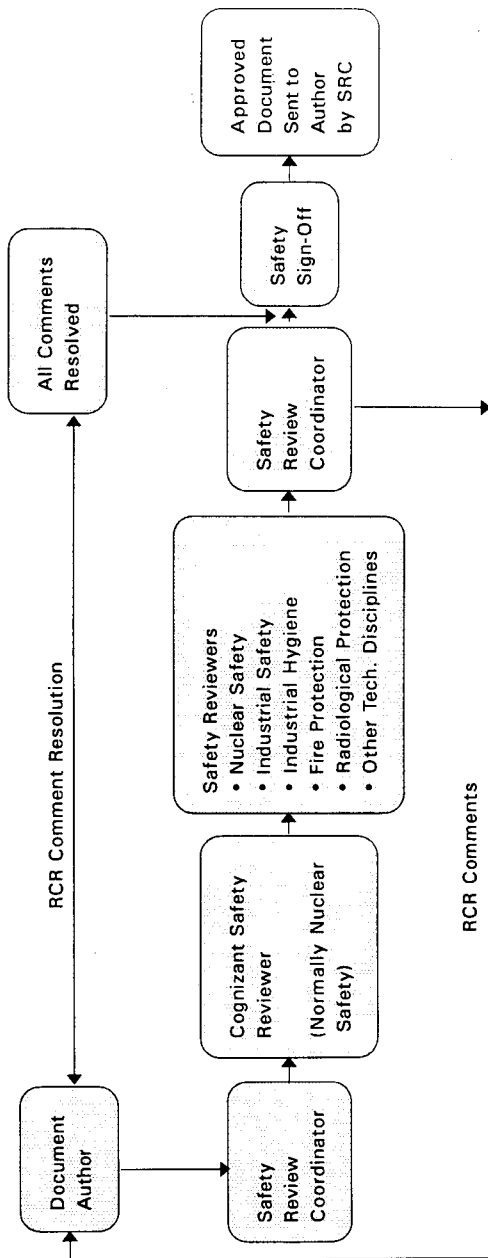 Document
Author
RCR Comment Resolution
All Comments
Resolved
Safety
Review
Coordinator
Cognizant Safety
Reviewer
(Normally Nuclear
Safety)
Safety Reviewers
• Nuclear Safety
• Industrial Safety
• Industrial Hygiene
• Fire Protection
• Radiological Protection
• Other Tech. Disciplines
Safety
Review
Coordinator
Safety
Sign-Off
Approved
Document
Sent to
Author
by SRC
RCR Comments